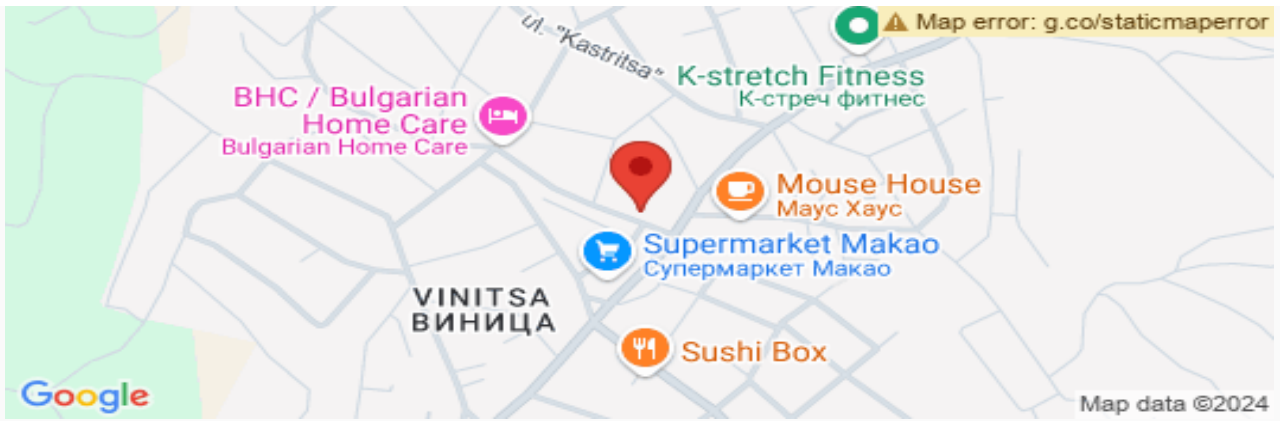 Map error: g.co/staticmaperror
ul. "Kastritsa"
K-stretch Fitness
К-стреч фитнес
BHC / Bulgarian
Home Care
Bulgarian Home Care
Mouse House
Маус Хаус
Supermarket Makao
Супермаркет Макао
VINITSA
ВИНИЦА
Sushi Box
Google
Map data ©2024